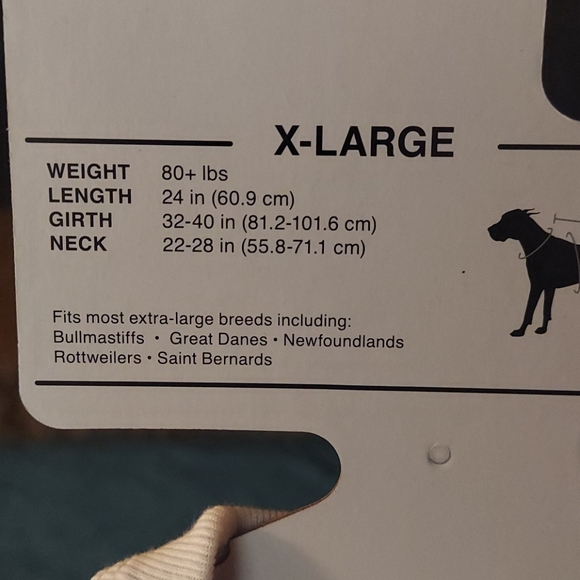 X-LARGE
WEIGHT 80+ lbs
LENGTH 24 in (60.9 cm)
GIRTH 32-40 in (81.2-101.6 cm)
NECK 22-28 in (55.8-71.1 cm)
Fits most extra-large breeds including:
Bullmastiffs • Great Danes • Newfoundlands
Rottweilers • Saint Bernards